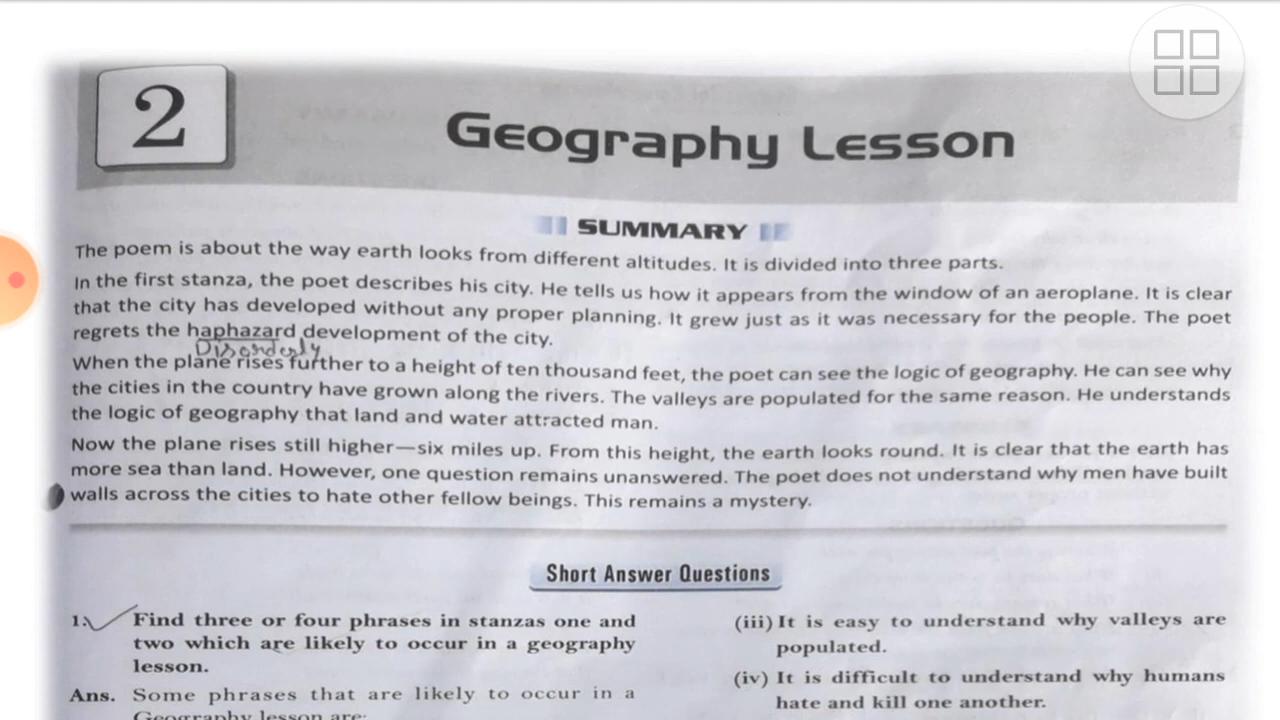 2
Geography Lesson
SUMMARY
The poem is about the way earth looks from different altitudes. It is divided into three parts.
In the first stanza, the poet describes his city. He tells us how it appears from the window of an aeroplane. It is clear
that the city has developed without any proper planning. It grew just as it was necessary for the people. The poet
regrets the haphazard development of the city.
Disorderly
When the plane rises further to a height of ten thousand feet, the poet can see the logic of geography. He can see why
the cities in the country have grown along the rivers. The valleys are populated for the same reason. He understands
the logic of geography that land and water attracted man.
Now the plane rises still higher—six miles up. From this height, the earth looks round. It is clear that the earth has
more sea than land. However, one question remains unanswered. The poet does not understand why men have built
walls across the cities to hate other fellow beings. This remains a mystery.
Short Answer Questions
1. Find three or four phrases in stanzas one and
two which are likely to occur in a geography
lesson.
Ans. Some phrases that are likely to occur in a
Geography lesson are:
(iii) It is easy to understand why valleys are
populated.
(iv) It is difficult to understand why humans
hate and kill one another.